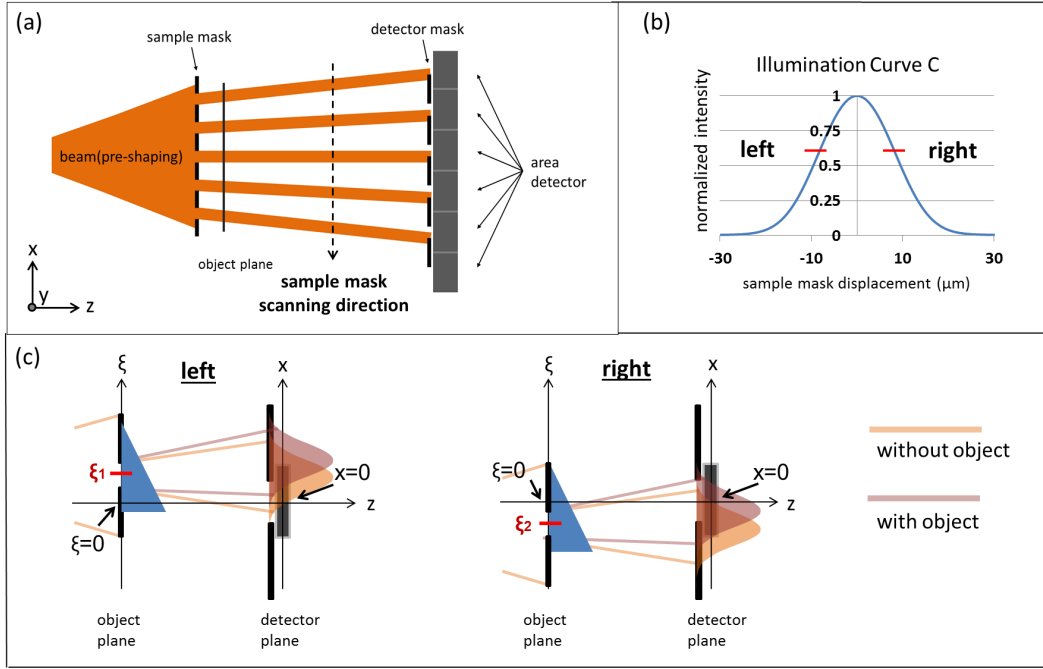 (a)
sample mask
detector mask
beam(pre-shaping)
area
detector
object plane
sample mask
scanning direction
x
y
z
(b)
Illumination Curve C
normalized intensity
1
0.75
0.5
0.25
0
left
right
-30
-10
10
30
sample mask displacement (μm)
(c)
ξ
left
x
ξ1
x=0
z
ξ=0
object
plane
detector
plane
ξ
right
x
ξ=0
x=0
z
ξ2
object
plane
detector
plane
without object
with object